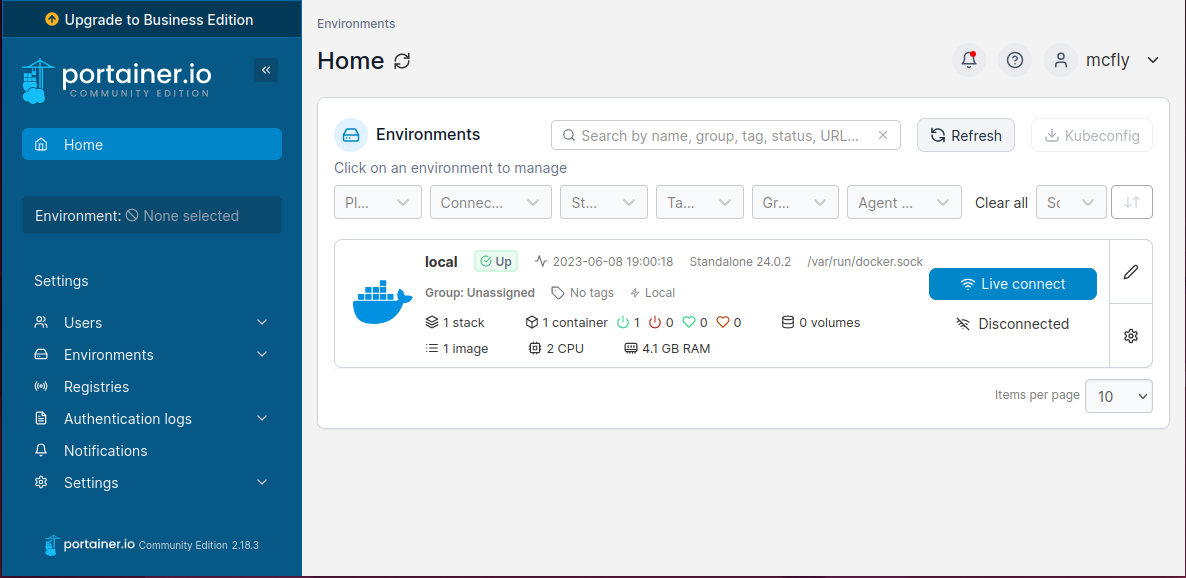 Upgrade to Business Edition
portainer.io
COMMUNITY EDITION
Home
Environment: None selected
Settings
Users
Environments
Registries
Authentication logs
Notifications
Settings
portainer.io Community Edition 2.18.3
Environments
Home
mcfly
Environments
Search by name, group, tag, status, URL...
Refresh
Kubeconfig
Click on an environment to manage
Pl... Connec... St... Ta... Gr... Agent ... Clear all Sc
local Up 2023-06-08 19:00:18 Standalone 24.0.2 /var/run/docker.sock
Group: Unassigned No tags Local
Live connect
1 stack 1 container 1 0 0 0 0 volumes
Disconnected
1 image 2 CPU 4.1 GB RAM
Items per page 10